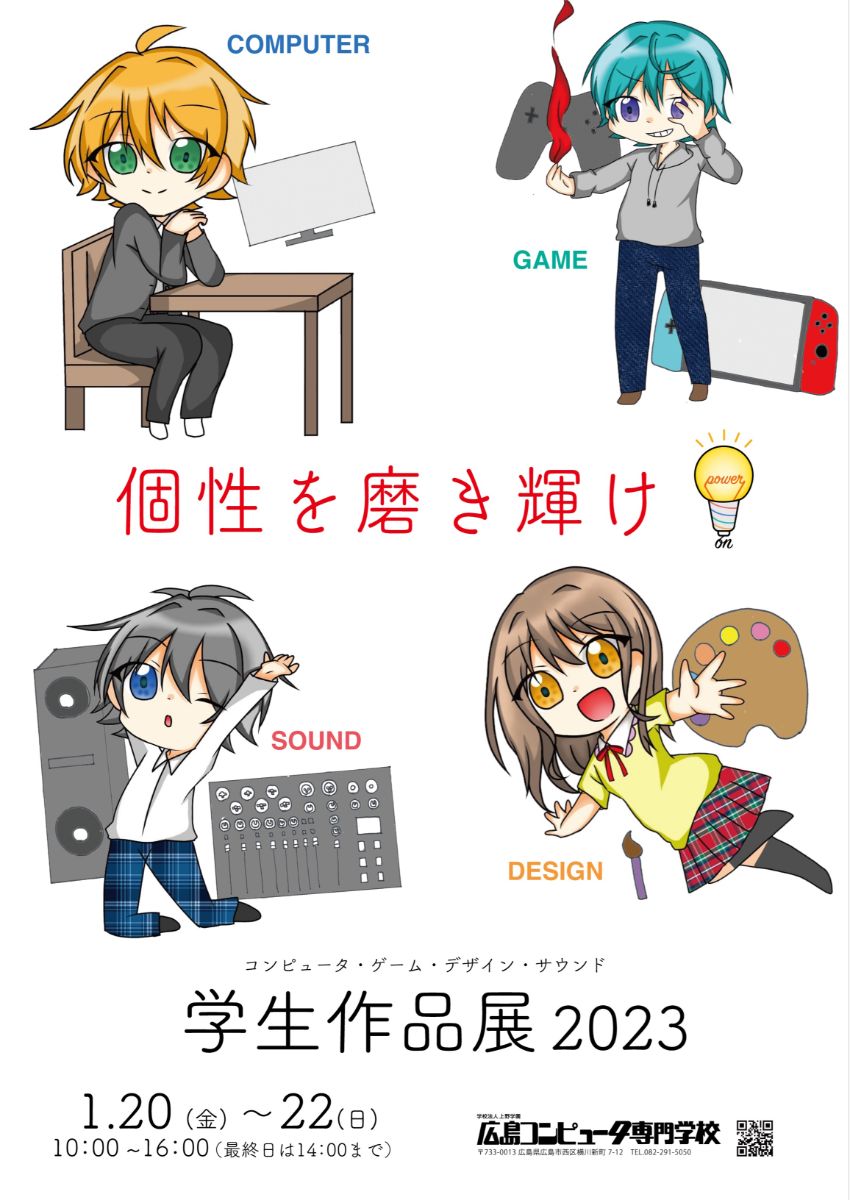 COMPUTER
GAME
個性を磨き輝け
power
on
SOUND
DESIGN
コンピュータ・ゲーム・デザイン・サウンド
学生作品展 2023
1.20（金）～22（日）
10:00～16:00（最終日は14:00まで）
学校法人上野学園
広島コンピュータ専門学校
〒733-0013 広島県広島市西区横川新町 7-12 TEL.082-291-5050